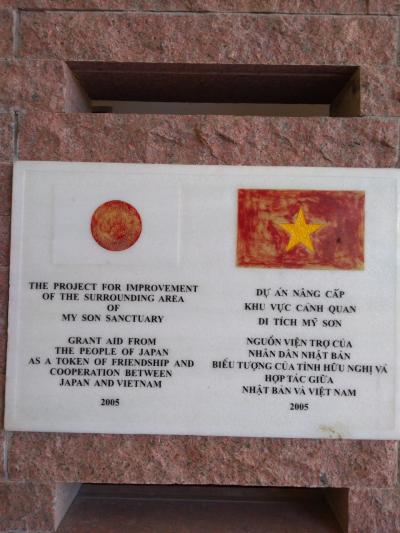 THE PROJECT FOR IMPROVEMENT
OF THE SURROUNDING AREA
OF
MY SON SANCTUARY
GRANT AID FROM
THE PEOPLE OF JAPAN
AS A TOKEN OF FRIENDSHIP AND
COOPERATION BETWEEN
JAPAN AND VIETNAM
2005
DỰ ÁN NÂNG CẤP
KHU VỰC CẢNH QUAN
DI TÍCH MỸ SƠN
NGUỒN VIỆN TRỢ CỦA
NHÂN DÂN NHẬT BẢN
BIỂU TƯỢNG CỦA TÌNH HỮU NGHỊ VÀ
HỢP TÁC GIỮA
NHẬT BẢN VÀ VIỆT NAM
2005